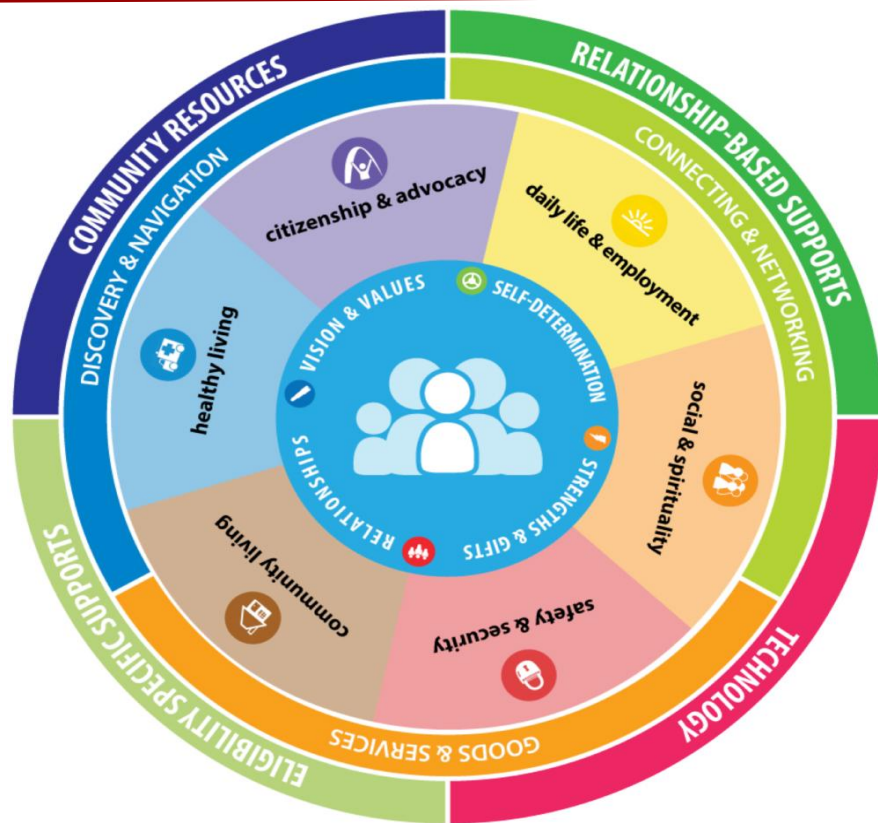 COMMUNITY RESOURCES
RELATIONSHIP-BASED SUPPORTS
TECHNOLOGY
ELIGIBILITY SPECIFIC SUPPORTS
DISCOVERY & NAVIGATION
CONNECTING & NETWORKING
GOODS & SERVICES
citizenship & advocacy
daily life & employment
social & spirituality
safety & security
community living
healthy living
VISION & VALUES
SELF-DETERMINATION
STRENGTHS & GIFTS
RELATIONSHIPS